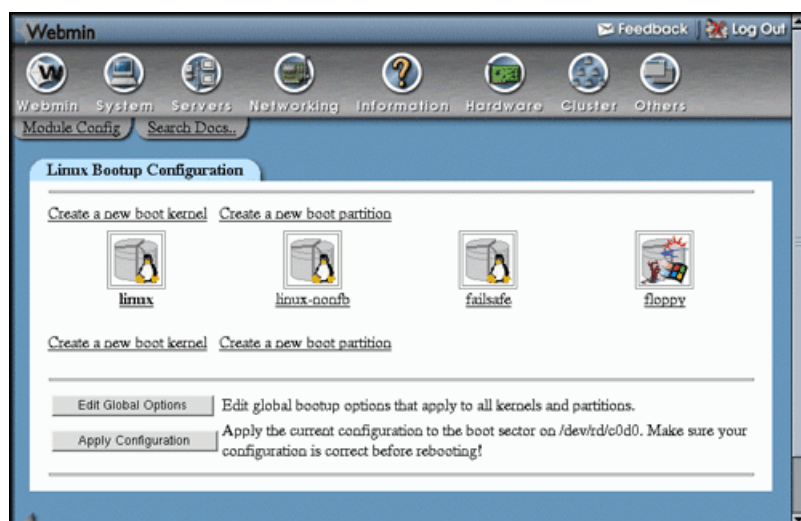 Webmin
Feedback Log Out
Webmin System Servers Networking Information Hardware Cluster Others
Module Config Search Docs..
Linux Bootup Configuration
Create a new boot kernel Create a new boot partition
linux linux-nonfb failsafe floppy
Create a new boot kernel Create a new boot partition
Edit Global Options Edit global bootup options that apply to all kernels and partitions.
Apply Configuration Apply the current configuration to the boot sector on /dev/rd/c0d0. Make sure your
configuration is correct before rebooting!